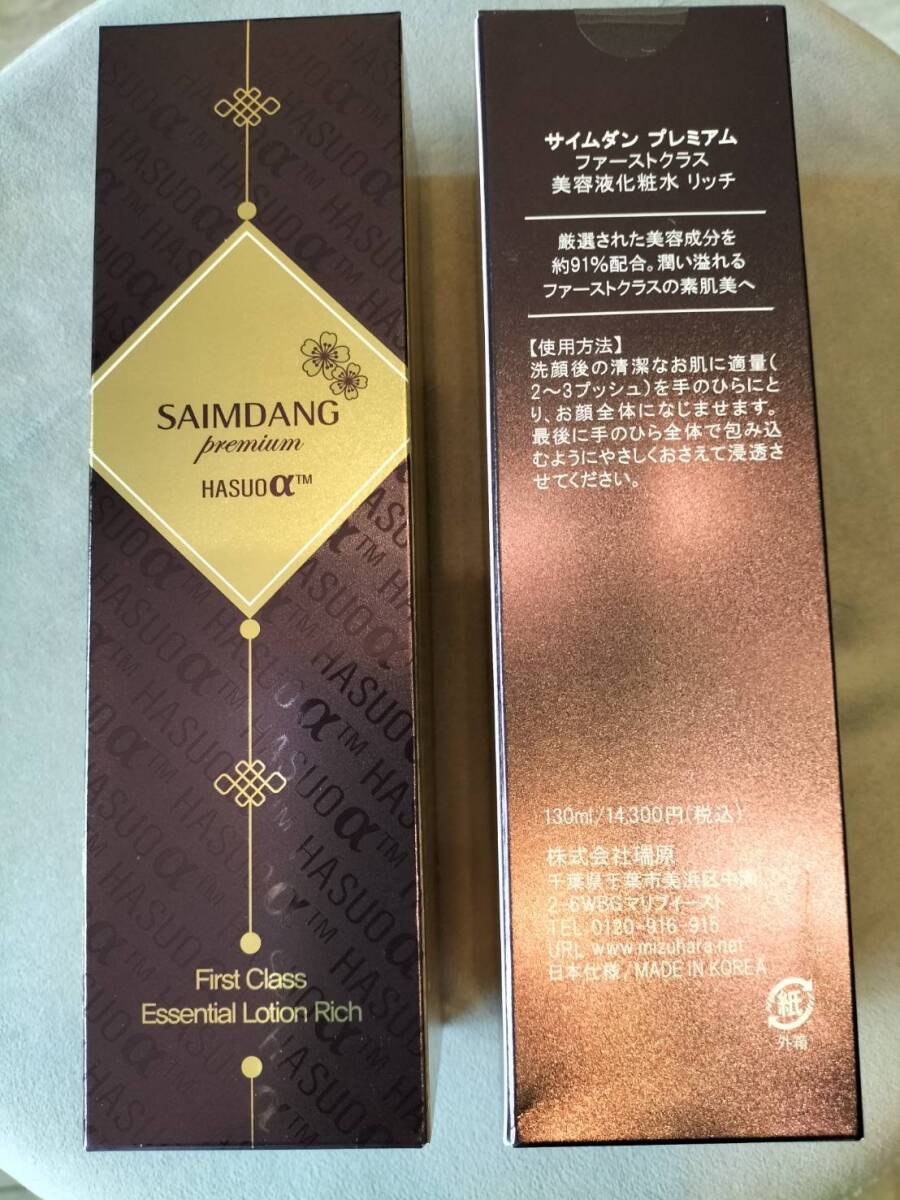 SAIMDANG
premium
HASUOα™
First Class
Essential Lotion Rich
サイムダン プレミアム
ファーストクラス
美容液化粧水 リッチ
厳選された美容成分を
約91%配合。潤い溢れる
ファーストクラスの素肌美へ
【使用方法】
洗顔後の清潔なお肌に適量(
2〜3プッシュ)を手のひらにと
り、お顔全体になじませます。
最後に手のひら全体で包み込
むようにやさしくおさえて浸透さ
せてください。
130ml/14,300円(税込)
株式会社瑞原
千葉県千葉市美浜区中瀬
2-6WBGマリブイースト
TEL 0120-916-915
URL www.mizuhara.net
日本仕様/MADE IN KOREA
紙
外箱